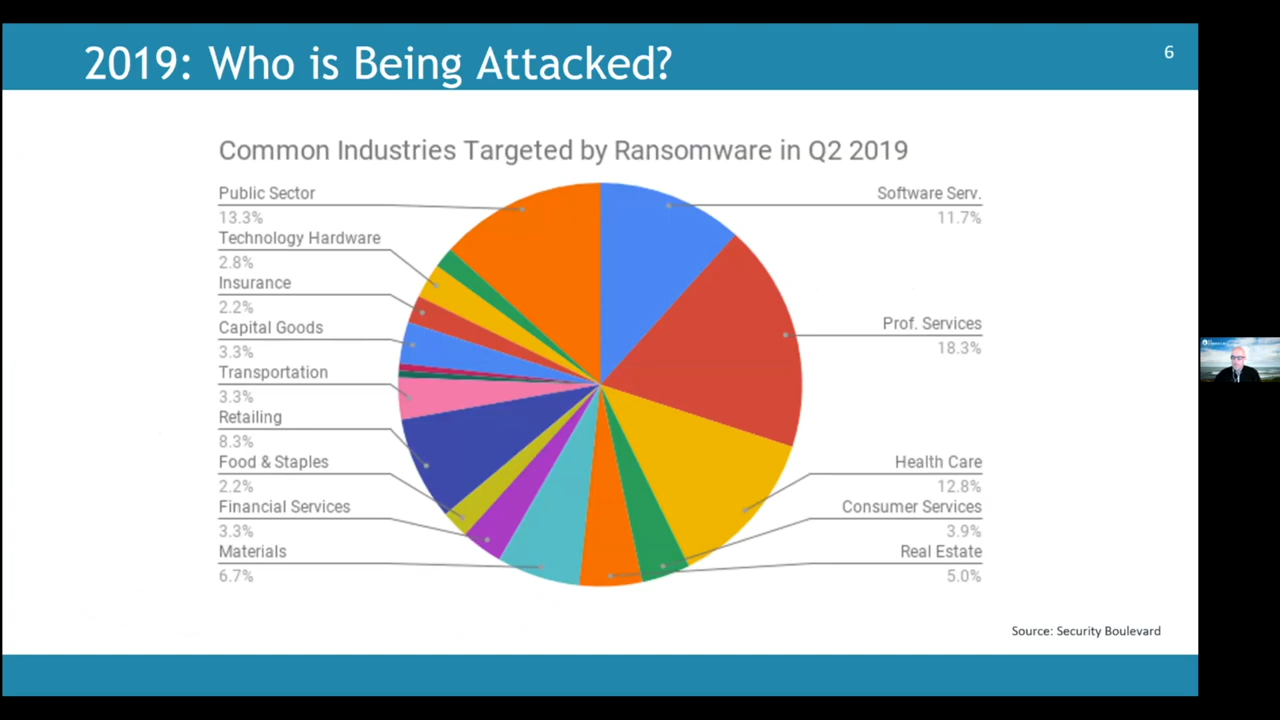 2019: Who is Being Attacked?
6
Common Industries Targeted by Ransomware in Q2 2019
Public Sector
13.3%
Technology Hardware
2.8%
Insurance
2.2%
Capital Goods
3.3%
Transportation
3.3%
Retailing
8.3%
Food & Staples
2.2%
Financial Services
3.3%
Materials
6.7%
Software Serv.
11.7%
Prof. Services
18.3%
Health Care
12.8%
Consumer Services
3.9%
Real Estate
5.0%
Source: Security Boulevard